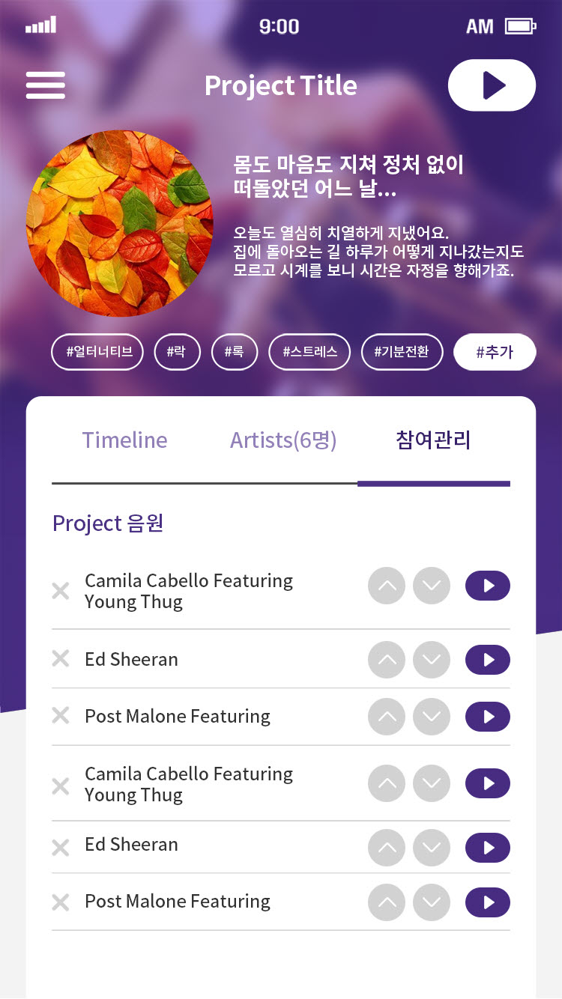 9:00 AM
Project Title
몸도 마음도 지쳐 정처 없이
떠돌았던 어느 날...
오늘도 열심히 치열하게 지냈어요.
집에 돌아오는 길 하루가 어떻게 지나갔는지도
모르고 시계를 보니 시간은 자정을 향해가죠.
#얼터너티브 #락 #록 #스트레스 #기분전환 #추가
Timeline Artists(6명) 참여관리
Project 음원
Camila Cabello Featuring
Young Thug
Ed Sheeran
Post Malone Featuring
Camila Cabello Featuring
Young Thug
Ed Sheeran
Post Malone Featuring